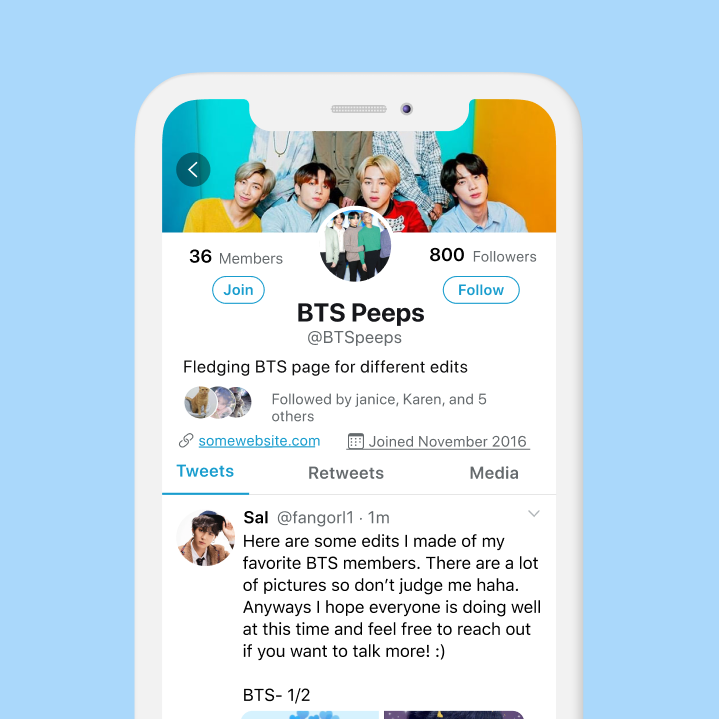 36 Members
800 Followers
Join
Follow
BTS Peeps
@BTSpeeps
Fledging BTS page for different edits
Followed by janice, Karen, and 5
others
somewebsite.com
Joined November 2016
Tweets
Retweets
Media
Sal @fangorl1 · 1m
Here are some edits I made of my
favorite BTS members. There are a lot
of pictures so don’t judge me haha.
Anyways I hope everyone is doing well
at this time and feel free to reach out
if you want to talk more! :)
BTS- 1/2